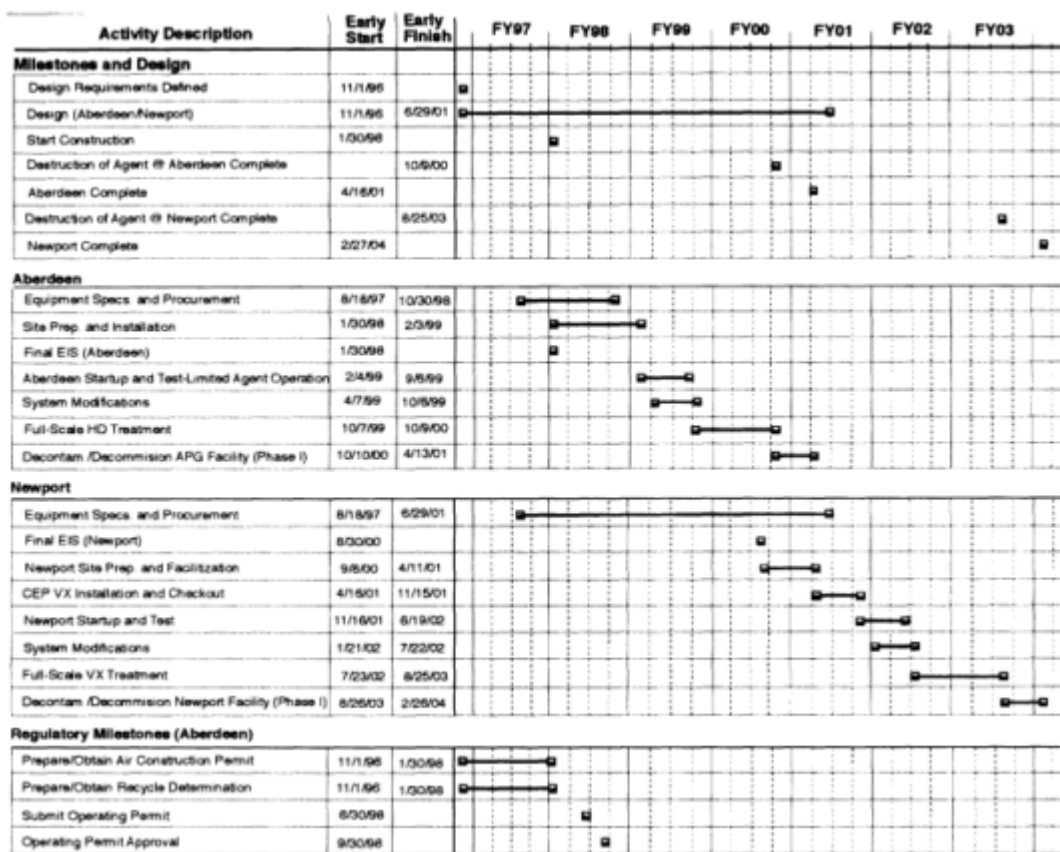 Activity Description Early Start Early Finish FY97 FY98 FY99 FY00 FY01 FY02 FY03
Milestones and Design
Design Requirements Defined 11/1/96
Design (Aberdeen/Newport) 11/1/96 6/29/01
Start Construction 1/30/98
Destruction of Agent @ Aberdeen Complete 10/9/00
Aberdeen Complete 4/16/01
Destruction of Agent @ Newport Complete 8/25/03
Newport Complete 2/27/04
Aberdeen
Equipment Specs. and Procurement 8/18/97 10/30/98
Site Prep. and Installation 1/30/98 2/3/99
Final EIS (Aberdeen) 1/30/98
Aberdeen Startup and Test-Limited Agent Operation 2/4/99 9/6/99
System Modifications 4/7/99 10/6/99
Full-Scale HD Treatment 10/7/99 10/9/00
Decontam /Decommision APG Facility (Phase I) 10/10/00 4/13/01
Newport
Equipment Specs. and Procurement 8/18/97 6/29/01
Final EIS (Newport) 8/30/00
Newport Site Prep. and Facilitization 9/8/00 4/11/01
CEP VX Installation and Checkout 4/16/01 11/15/01
Newport Startup and Test 11/16/01 6/19/02
System Modifications 1/21/02 7/22/02
Full-Scale VX Treatment 7/23/02 8/25/03
Decontam /Decommision Newport Facility (Phase I) 8/26/03 2/26/04
Regulatory Milestones (Aberdeen)
Prepare/Obtain Air Construction Permit 11/1/96 1/30/98
Prepare/Obtain Recycle Determination 11/1/96 1/30/98
Submit Operating Permit 6/30/98
Operating Permit Approval 9/30/98